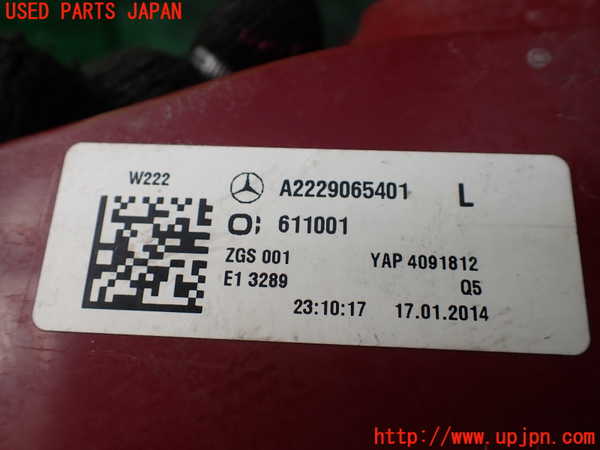 USED PARTS JAPAN
W222
A2229065401 L
611001
ZGS 001 YAP 4091812
E1 3289 Q5
23:10:17 17.01.2014
http://www.upjpn.com/